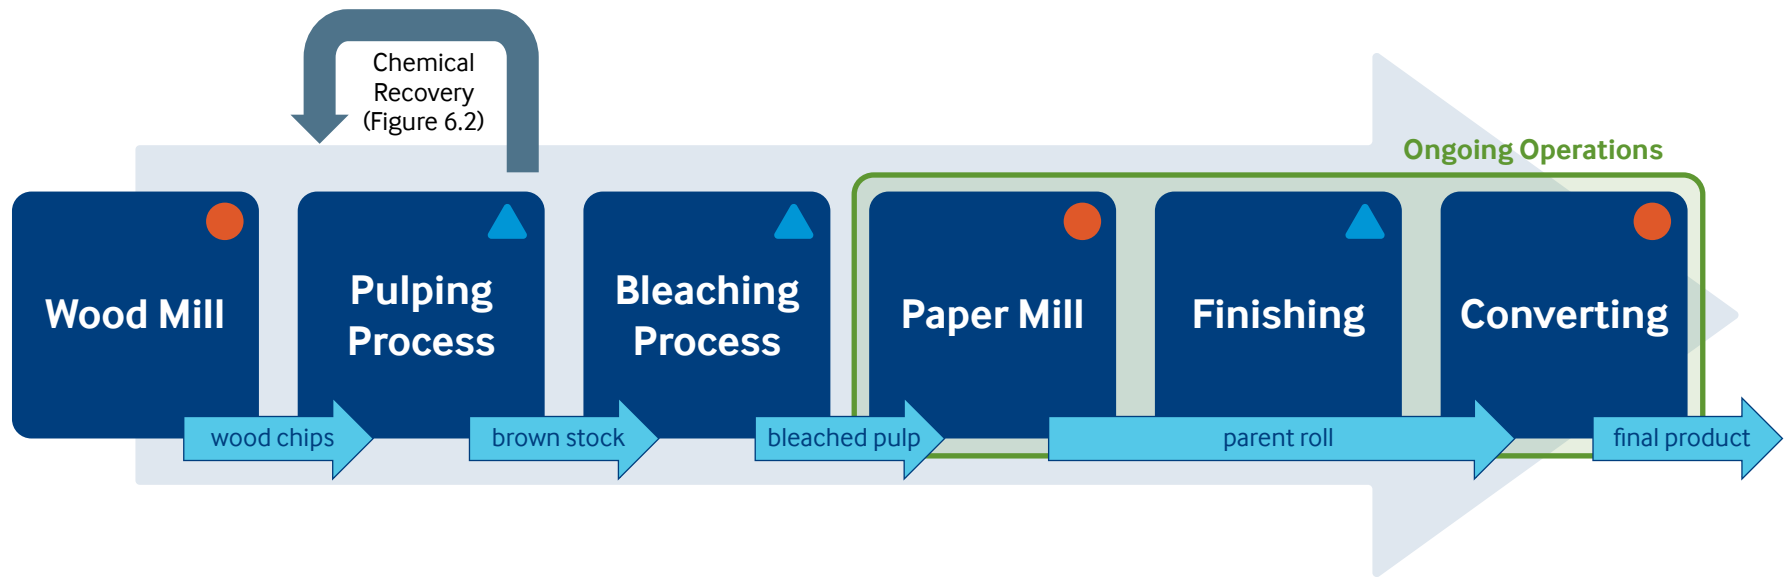 Chemical
Recovery
(Figure 6.2)
Ongoing Operations
Wood Mill
Pulping
Process
Bleaching
Process
Paper Mill
Finishing
Converting
wood chips
brown stock
bleached pulp
parent roll
final product